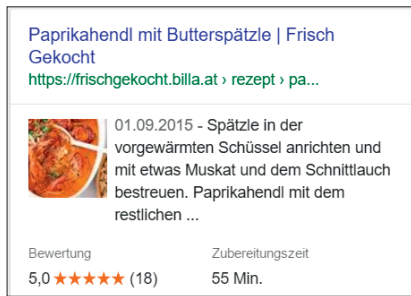 Paprikahendl mit Butterspätzle | Frisch
Gekocht
https://frischgekocht.billa.at › rezept › pa...
01.09.2015 - Spätzle in der
vorgewärmten Schüssel anrichten und
mit etwas Muskat und dem Schnittlauch
bestreuen. Paprikahendl mit dem
restlichen ...
Bewertung Zubereitungszeit
5,0 ★★★★★ (18) 55 Min.